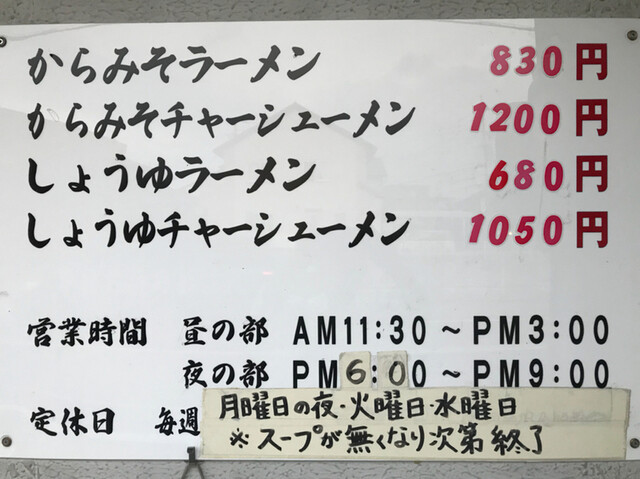 からみそラーメン 830円
からみそチャーシューメン 1200円
しょうゆラーメン 680円
しょうゆチャーシューメン 1050円
営業時間 昼の部 AM11:30～PM3:00
夜の部 PM6:00～PM9:00
定休日 毎週 月曜日の夜・火曜日・水曜日
※スープが無くなり次第終了